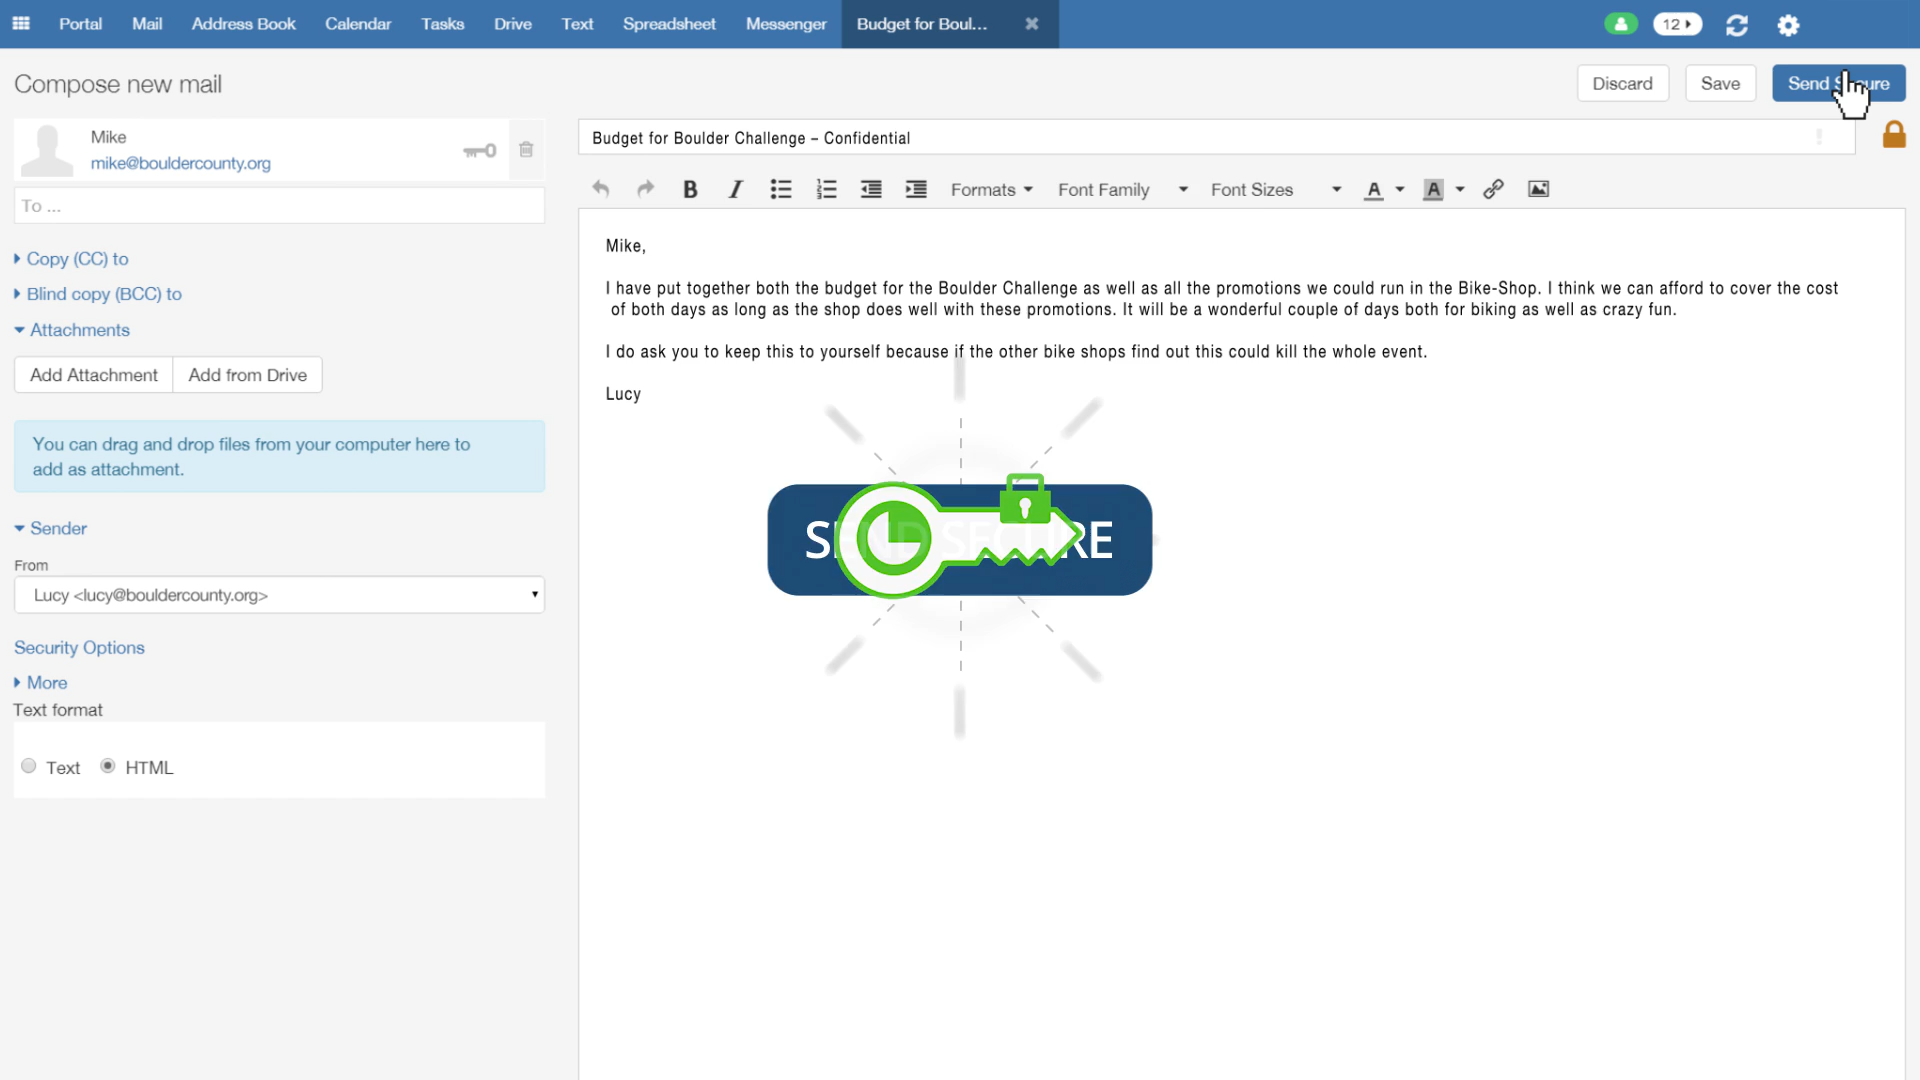 Portal Mail Address Book Calendar Tasks Drive Text Spreadsheet Messenger Budget for Boul... 12
Compose new mail
Discard Save Send Secure
Mike
mike@bouldercounty.org
To ...
Copy (CC) to
Blind copy (BCC) to
Attachments
Add Attachment Add from Drive
You can drag and drop files from your computer here to
add as attachment.
Sender
From
Lucy <lucy@bouldercounty.org>
Security Options
More
Text format
Text HTML
Budget for Boulder Challenge – Confidential
Formats Font Family Font Sizes
Mike,
I have put together both the budget for the Boulder Challenge as well as all the promotions we could run in the Bike-Shop. I think we can afford to cover the cost
of both days as long as the shop does well with these promotions. It will be a wonderful couple of days both for biking as well as crazy fun.
I do ask you to keep this to yourself because if the other bike shops find out this could kill the whole event.
Lucy
SEND SECURE